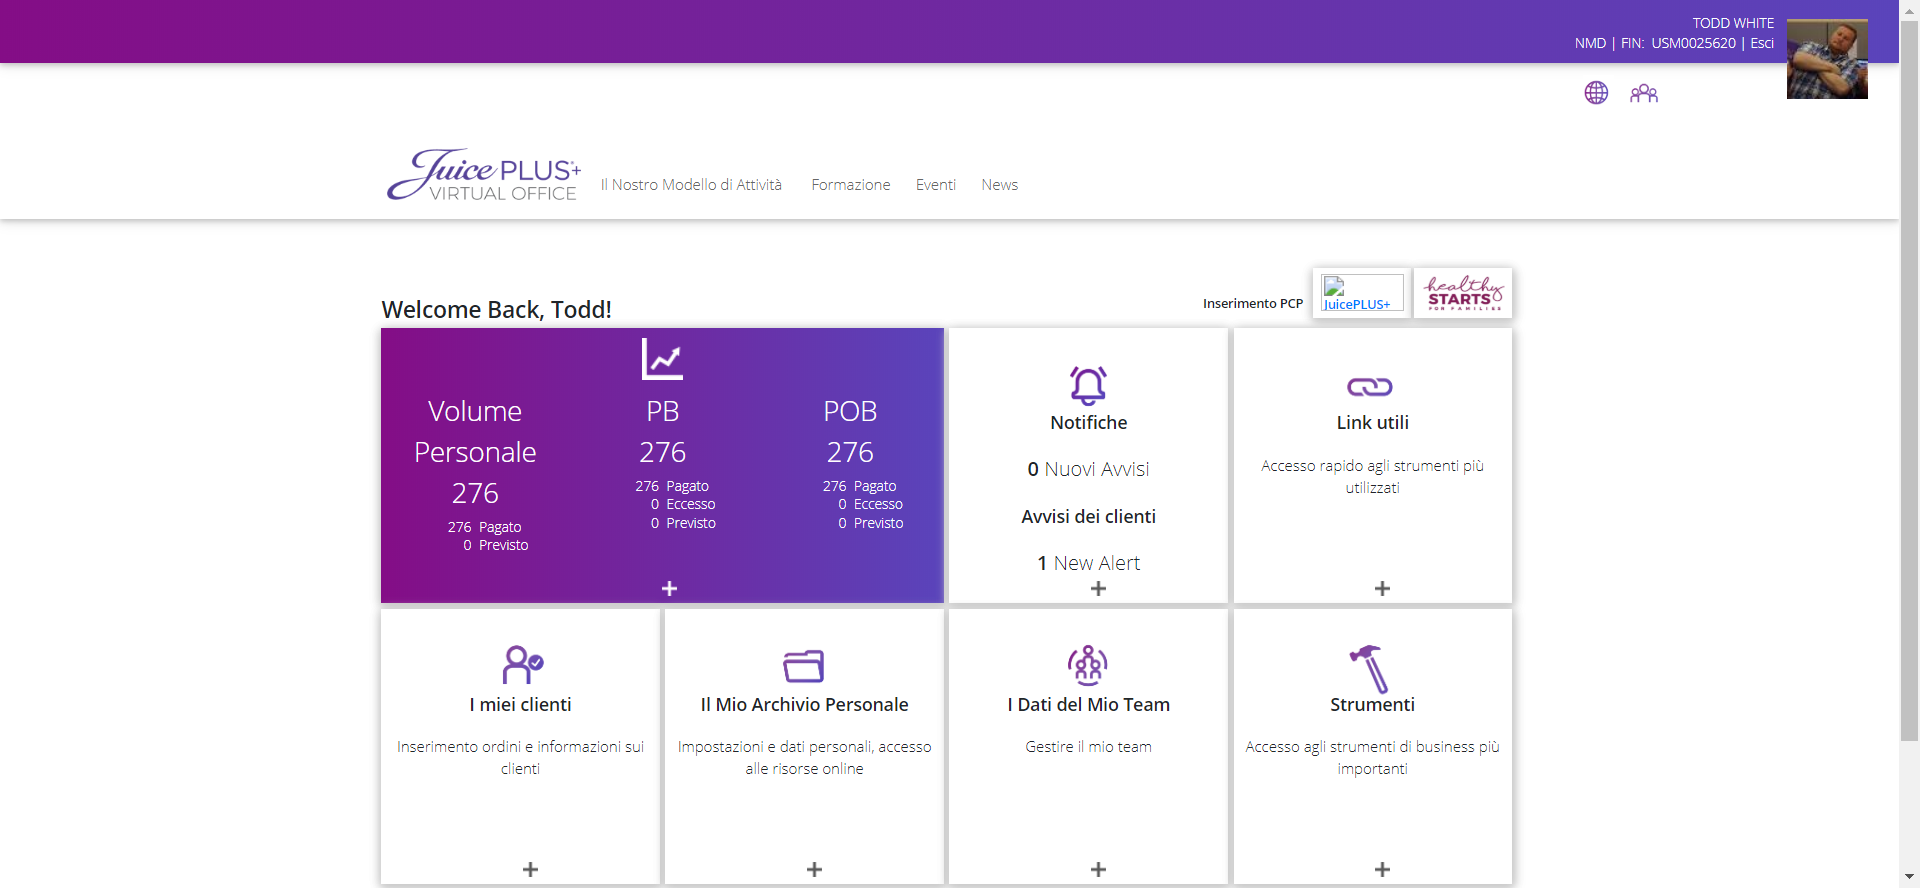 TODD WHITE
NMD | FIN: USM0025620 | Esci
Juice PLUS+
VIRTUAL OFFICE
Il Nostro Modello di Attività
Formazione
Eventi
News
Welcome Back, Todd!
Inserimento PCP
JuicePLUS+
healthy
STARTS
FOR FAMILIES
Volume
Personale
276
276 Pagato
0 Previsto
PB
276
276 Pagato
0 Eccesso
0 Previsto
POB
276
276 Pagato
0 Eccesso
0 Previsto
Notifiche
0 Nuovi Avvisi
Avvisi dei clienti
1 New Alert
Link utili
Accesso rapido agli strumenti più
utilizzati
I miei clienti
Inserimento ordini e informazioni sui
clienti
Il Mio Archivio Personale
Impostazioni e dati personali, accesso
alle risorse online
I Dati del Mio Team
Gestire il mio team
Strumenti
Accesso agli strumenti di business più
importanti